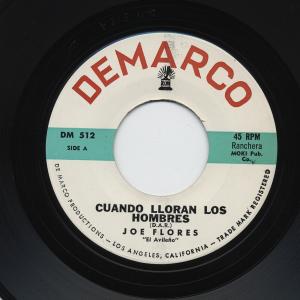 DEMARCO
DM 512
SIDE A
45 RPM
Ranchera
MOKI Pub. Co.
CUANDO LLORAN LOS
HOMBRES
(D.A.R.)
JOE FLORES
"El Avileño"
DE MARCO PRODUCTIONS – LOS ANGELES, CALIFORNIA – TRADE MARK REGISTERED